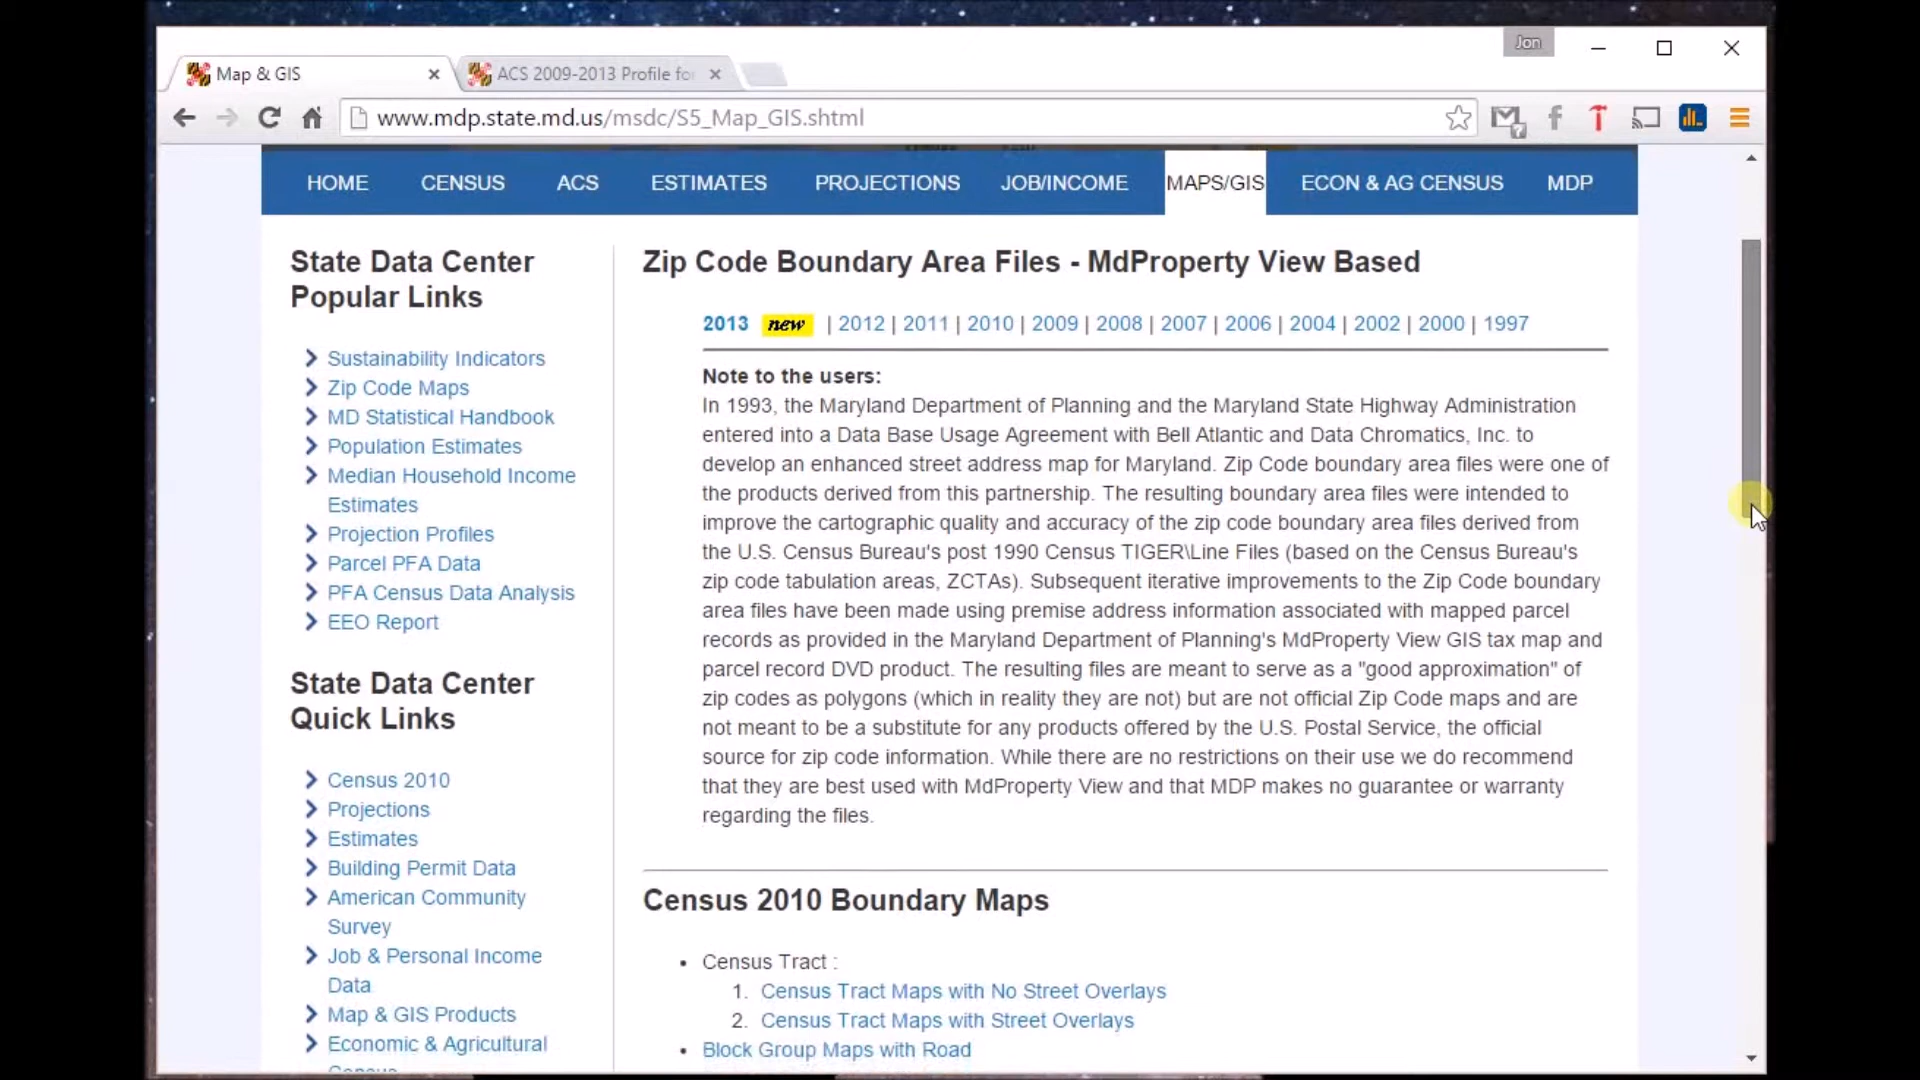 Jon
Map & GIS
ACS 2009-2013 Profile fo
www.mdp.state.md.us/msdc/S5_Map_GIS.shtml
HOME CENSUS ACS ESTIMATES PROJECTIONS JOB/INCOME MAPS/GIS ECON & AG CENSUS MDP
State Data Center
Popular Links
Sustainability Indicators
Zip Code Maps
MD Statistical Handbook
Population Estimates
Median Household Income
Estimates
Projection Profiles
Parcel PFA Data
PFA Census Data Analysis
EEO Report
State Data Center
Quick Links
Census 2010
Projections
Estimates
Building Permit Data
American Community
Survey
Job & Personal Income
Data
Map & GIS Products
Economic & Agricultural
Zip Code Boundary Area Files - MdProperty View Based
2013 new | 2012 | 2011 | 2010 | 2009 | 2008 | 2007 | 2006 | 2004 | 2002 | 2000 | 1997
Note to the users:
In 1993, the Maryland Department of Planning and the Maryland State Highway Administration
entered into a Data Base Usage Agreement with Bell Atlantic and Data Chromatics, Inc. to
develop an enhanced street address map for Maryland. Zip Code boundary area files were one of
the products derived from this partnership. The resulting boundary area files were intended to
improve the cartographic quality and accuracy of the zip code boundary area files derived from
the U.S. Census Bureau's post 1990 Census TIGER\Line Files (based on the Census Bureau's
zip code tabulation areas, ZCTAs). Subsequent iterative improvements to the Zip Code boundary
area files have been made using premise address information associated with mapped parcel
records as provided in the Maryland Department of Planning's MdProperty View GIS tax map and
parcel record DVD product. The resulting files are meant to serve as a "good approximation" of
zip codes as polygons (which in reality they are not) but are not official Zip Code maps and are
not meant to be a substitute for any products offered by the U.S. Postal Service, the official
source for zip code information. While there are no restrictions on their use we do recommend
that they are best used with MdProperty View and that MDP makes no guarantee or warranty
regarding the files.
Census 2010 Boundary Maps
• Census Tract :
1. Census Tract Maps with No Street Overlays
2. Census Tract Maps with Street Overlays
• Block Group Maps with Road